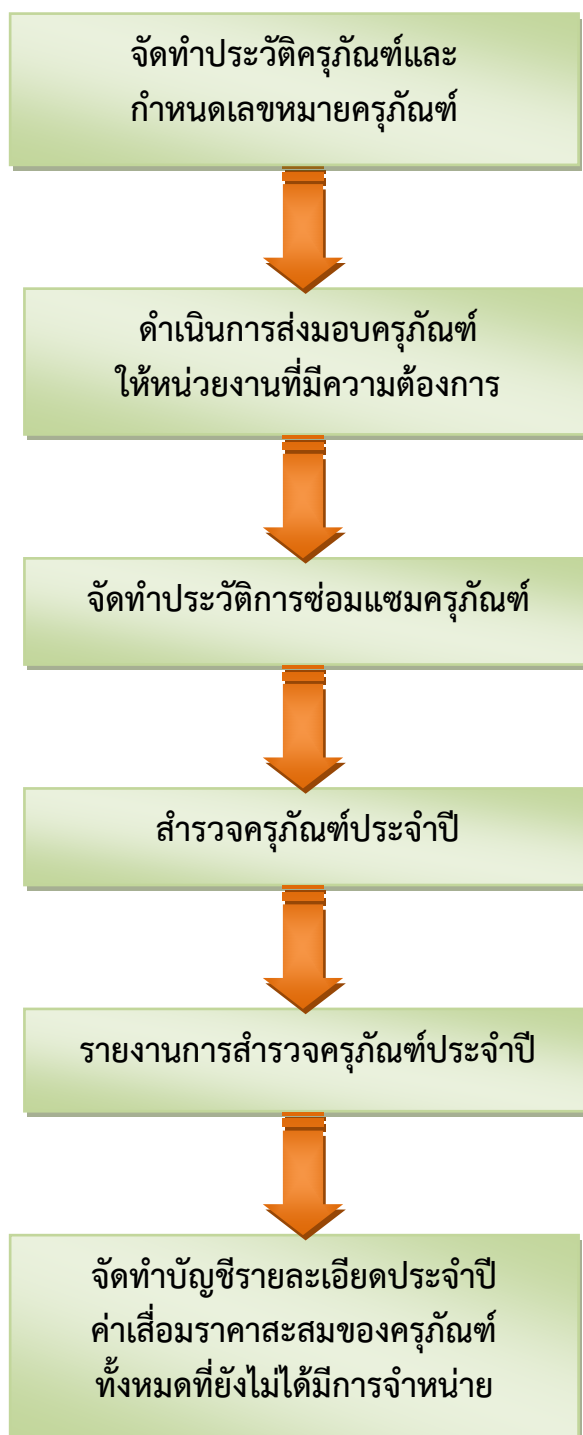 จัดทำประวัติครุภัณฑ์และ
กำหนดเลขหมายครุภัณฑ์
ดำเนินการส่งมอบครุภัณฑ์
ให้หน่วยงานที่มีความต้องการ
จัดทำประวัติการซ่อมแซมครุภัณฑ์
สำรวจครุภัณฑ์ประจำปี
รายงานการสำรวจครุภัณฑ์ประจำปี
จัดทำบัญชีรายละเอียดประจำปี
ค่าเสื่อมราคาสะสมของครุภัณฑ์
ทั้งหมดที่ยังไม่ได้มีการจำหน่าย